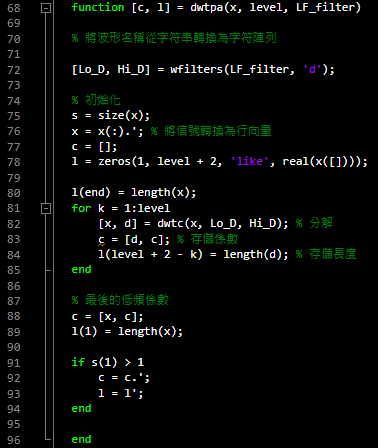 68 function [c, l] = dwtpa(x, level, LF_filter)
69
70 % 將波形名稱從字符串轉換為字符陣列
71
72 [Lo_D, Hi_D] = wfilters(LF_filter, 'd');
73
74 % 初始化
75 s = size(x);
76 x = x(:).'; % 將信號轉換為行向量
77 c = [];
78 l = zeros(1, level + 2, 'like', real(x([])));
79
80 l(end) = length(x);
81 for k = 1:level
82 [x, d] = dwtc(x, Lo_D, Hi_D); % 分解
83 c = [d, c]; % 存儲係數
84 l(level + 2 - k) = length(d); % 存儲長度
85 end
86
87 % 最後的低頻係數
88 c = [x, c];
89 l(1) = length(x);
90
91 if s(1) > 1
92 c = c.';
93 l = l';
94 end
95
96 end